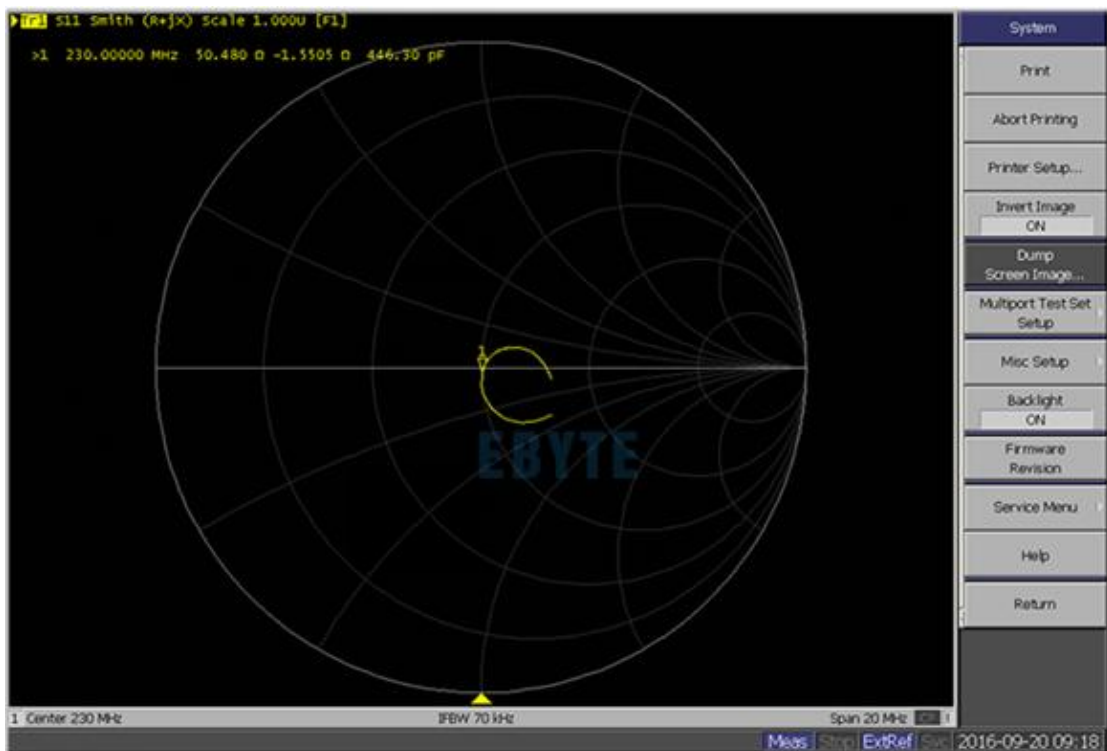 Tr1 S11 Smith (R+jX) Scale 1.000U [F1]
>1 230.00000 MHz 50.480 Ω -1.5505 Ω 446.30 pF
1
EBYTE
1 Center 230 MHz
IFBW 70 kHz
Span 20 MHz
Meas Stop ExtRef Svc 2016-09-20 09:18
System
Print
Abort Printing
Printer Setup...
Invert Image
ON
Dump
Screen Image...
Multiport Test Set
Setup
Misc Setup
Backlight
ON
Firmware
Revision
Service Menu
Help
Return